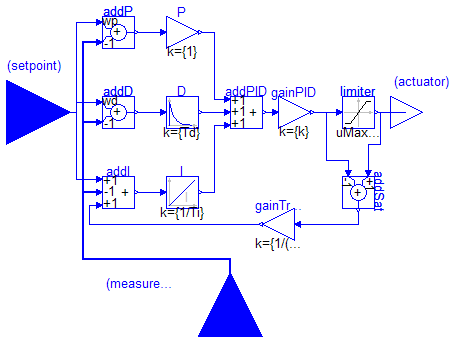 addP
P
wp
-1
k={1}
(setpoint)
addD
D
addPID
gainPID
limiter
(actuator)
wd
-1
+1
+1 +
+1
k={Td}
k={k}
uMax...
addI
I
+1
-1 +
+1
k={1/Ti}
-
+
addSat
gainTr...
k={1/(...
(measure...